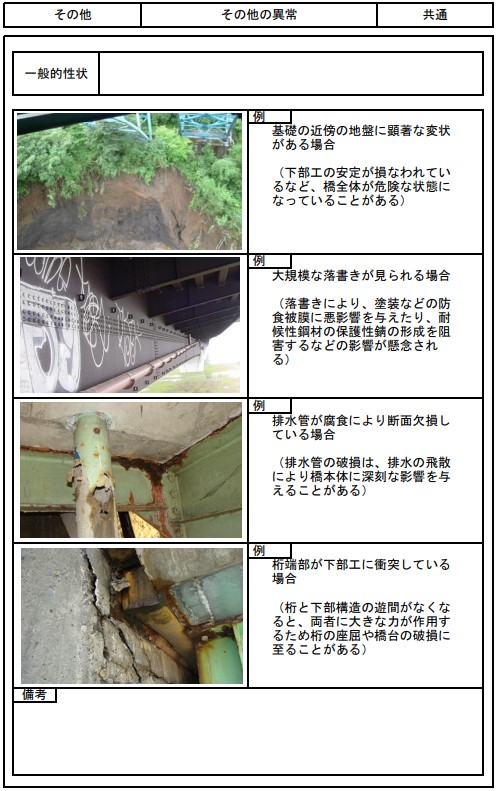 その他
その他の異常
共通
一般的性状
例
基礎の近傍の地盤に顕著な変状
がある場合
（下部工の安定が損なわれてい
るなど、橋全体が危険な状態に
なっていることがある）
例
大規模な落書きが見られる場合
（落書きにより、塗装などの防
食被膜に悪影響を与えたり、耐
候性鋼材の保護性錆の形成を阻
害するなどの影響が懸念され
る）
例
排水管が腐食により断面欠損し
ている場合
（排水管の破損は、排水の飛散
により橋本体に深刻な影響を与
えることがある）
例
桁端部が下部工に衝突している
場合
（桁と下部構造の遊間がなくな
ると、両者に大きな力が作用す
るため桁の座屈や橋台の破損に
至ることがある）
備考